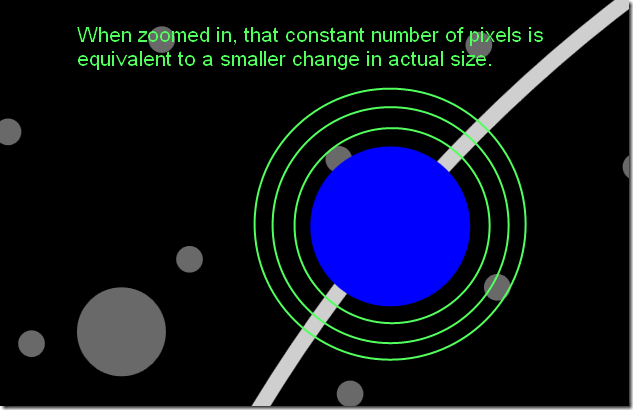 When zoomed in, that constant number of pixels is
equivalent to a smaller change in actual size.